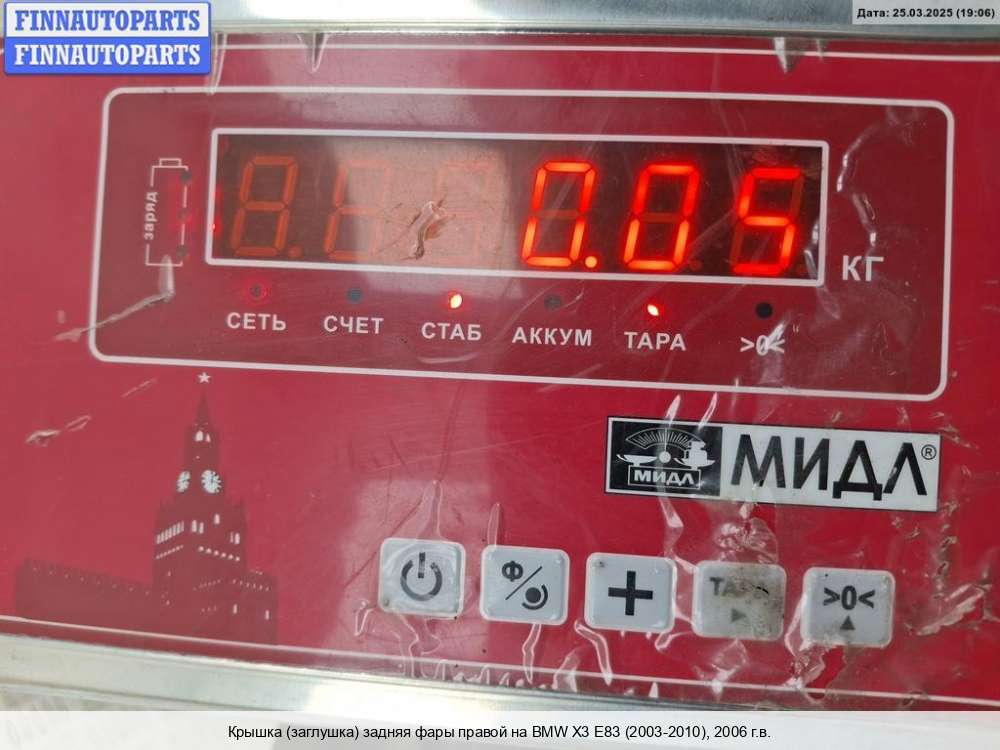 FINNAUTOPARTS
FINNAUTOPARTS
Дата: 25.03.2025 (19:06)
заряд
0.05
КГ
СЕТЬ СЧЕТ СТАБ АККУМ ТАРА >0<
МИДЛ МИДЛ®
Ф
>0<
Крышка (заглушка) задняя фары правой на BMW X3 E83 (2003-2010), 2006 г.в.